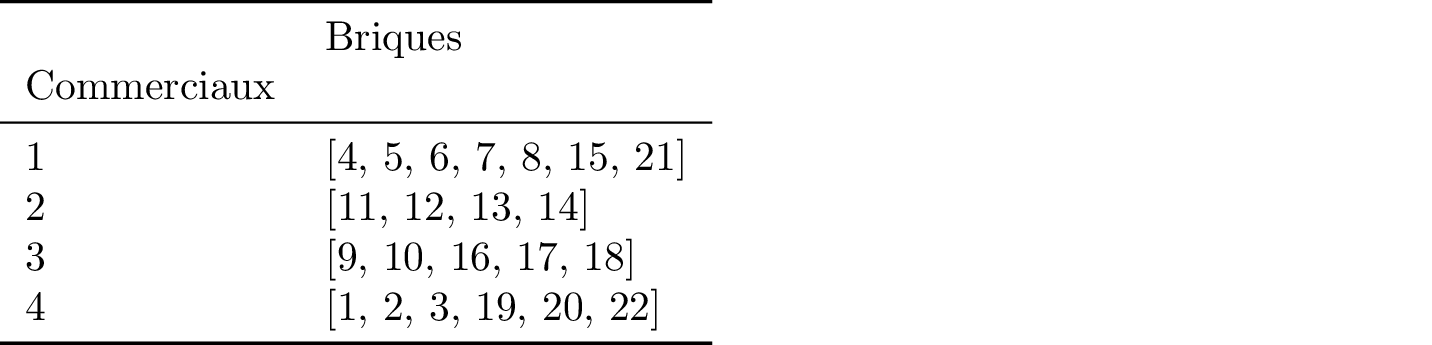 Briques
Commerciaux
1 [4, 5, 6, 7, 8, 15, 21]
2 [11, 12, 13, 14]
3 [9, 10, 16, 17, 18]
4 [1, 2, 3, 19, 20, 22]